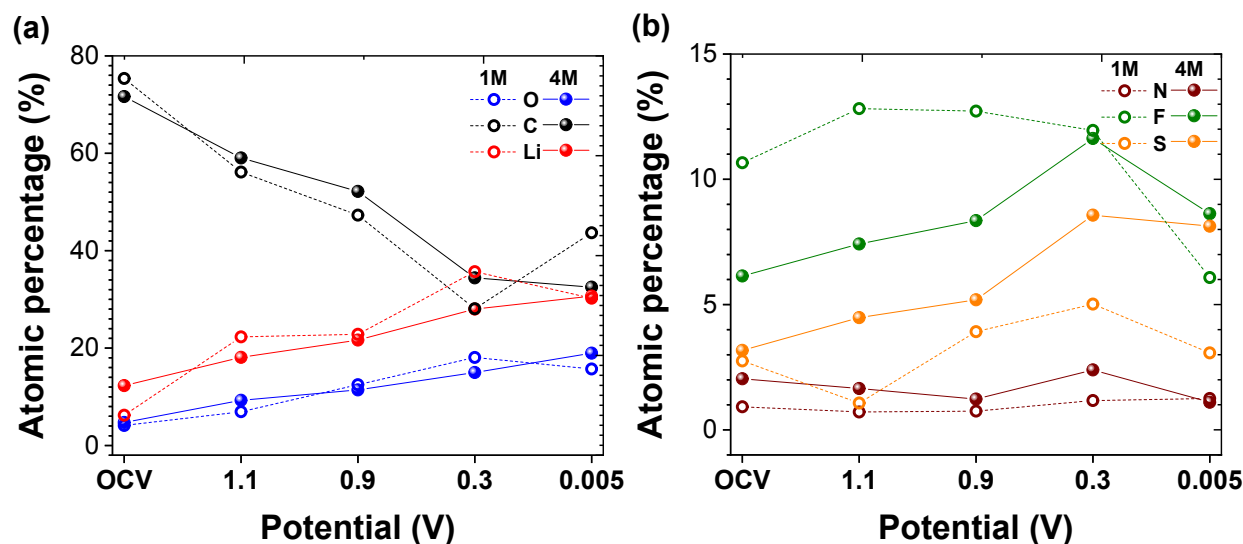 (a)
Atomic percentage (%)
80
60
40
20
0
1M 4M
O
C
Li
OCV 1.1 0.9 0.3 0.005
Potential (V)
(b)
Atomic percentage (%)
15
10
5
0
1M 4M
N
F
S
OCV 1.1 0.9 0.3 0.005
Potential (V)